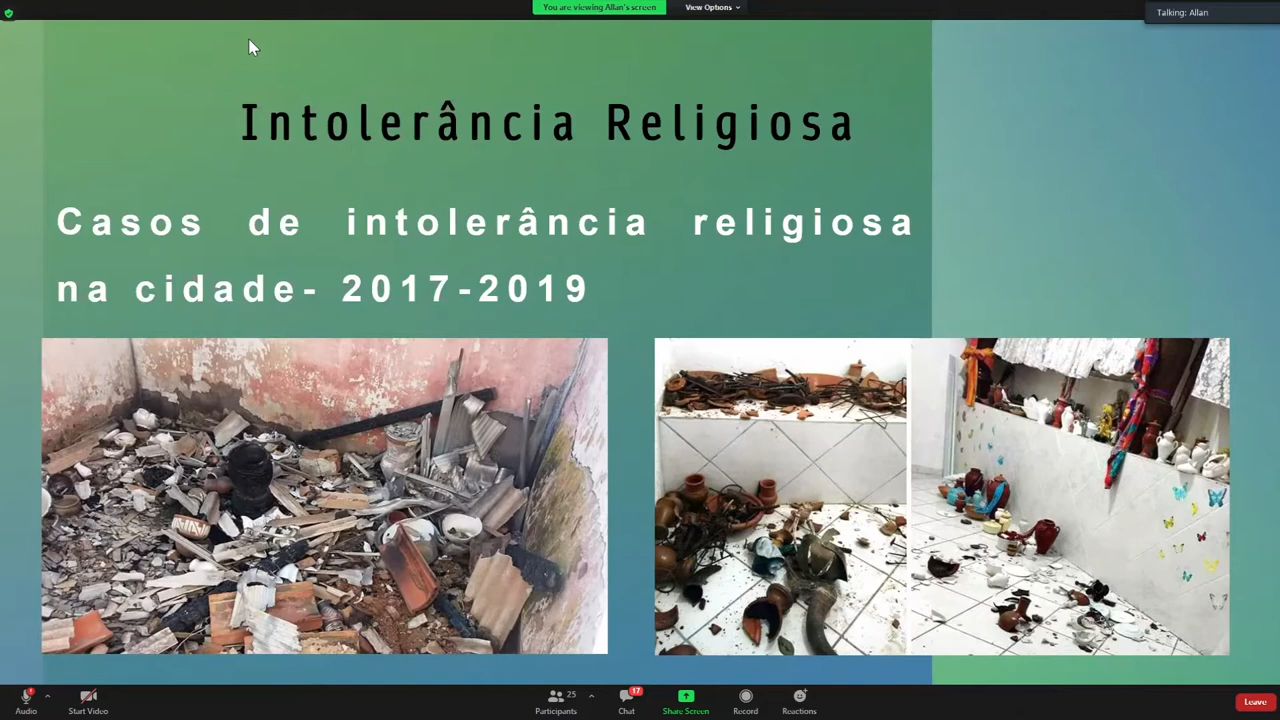 You are viewing Allan's screen
View Options
Talking: Allan
Intolerância Religiosa
Casos de intolerância religiosa
na cidade- 2017-2019
25
17
Audio
Start Video
Participants
Chat
Share Screen
Record
Reactions
Leave